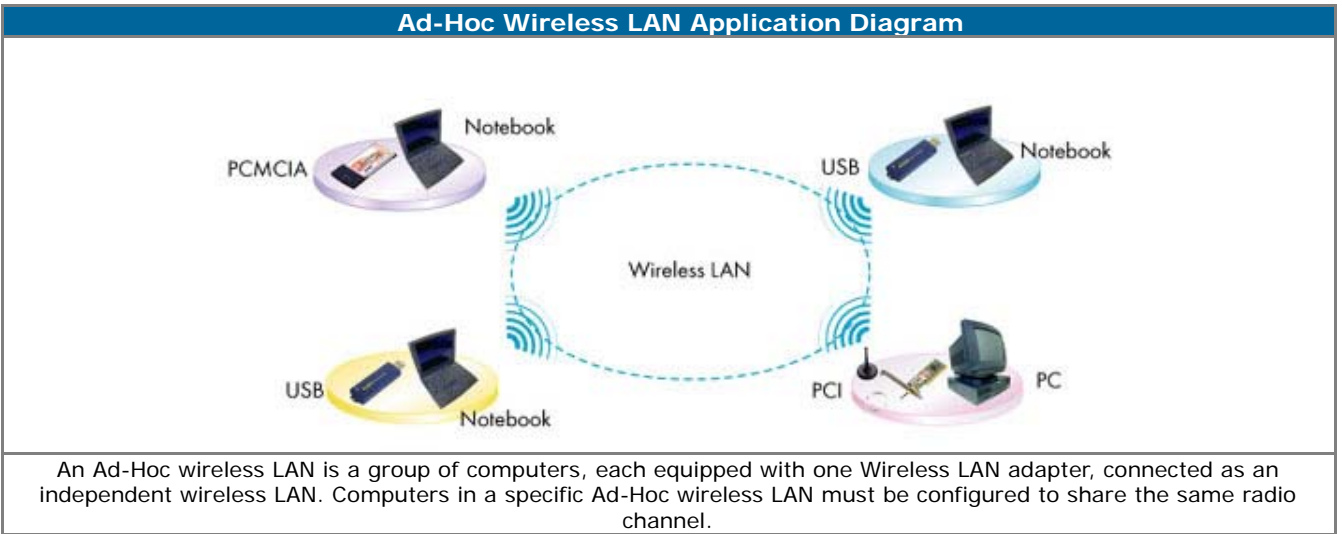 Ad-Hoc Wireless LAN Application Diagram
Notebook
PCMCIA
USB
Notebook
Wireless LAN
USB
Notebook
PCI
PC
An Ad-Hoc wireless LAN is a group of computers, each equipped with one Wireless LAN adapter, connected as an
independent wireless LAN. Computers in a specific Ad-Hoc wireless LAN must be configured to share the same radio
channel.